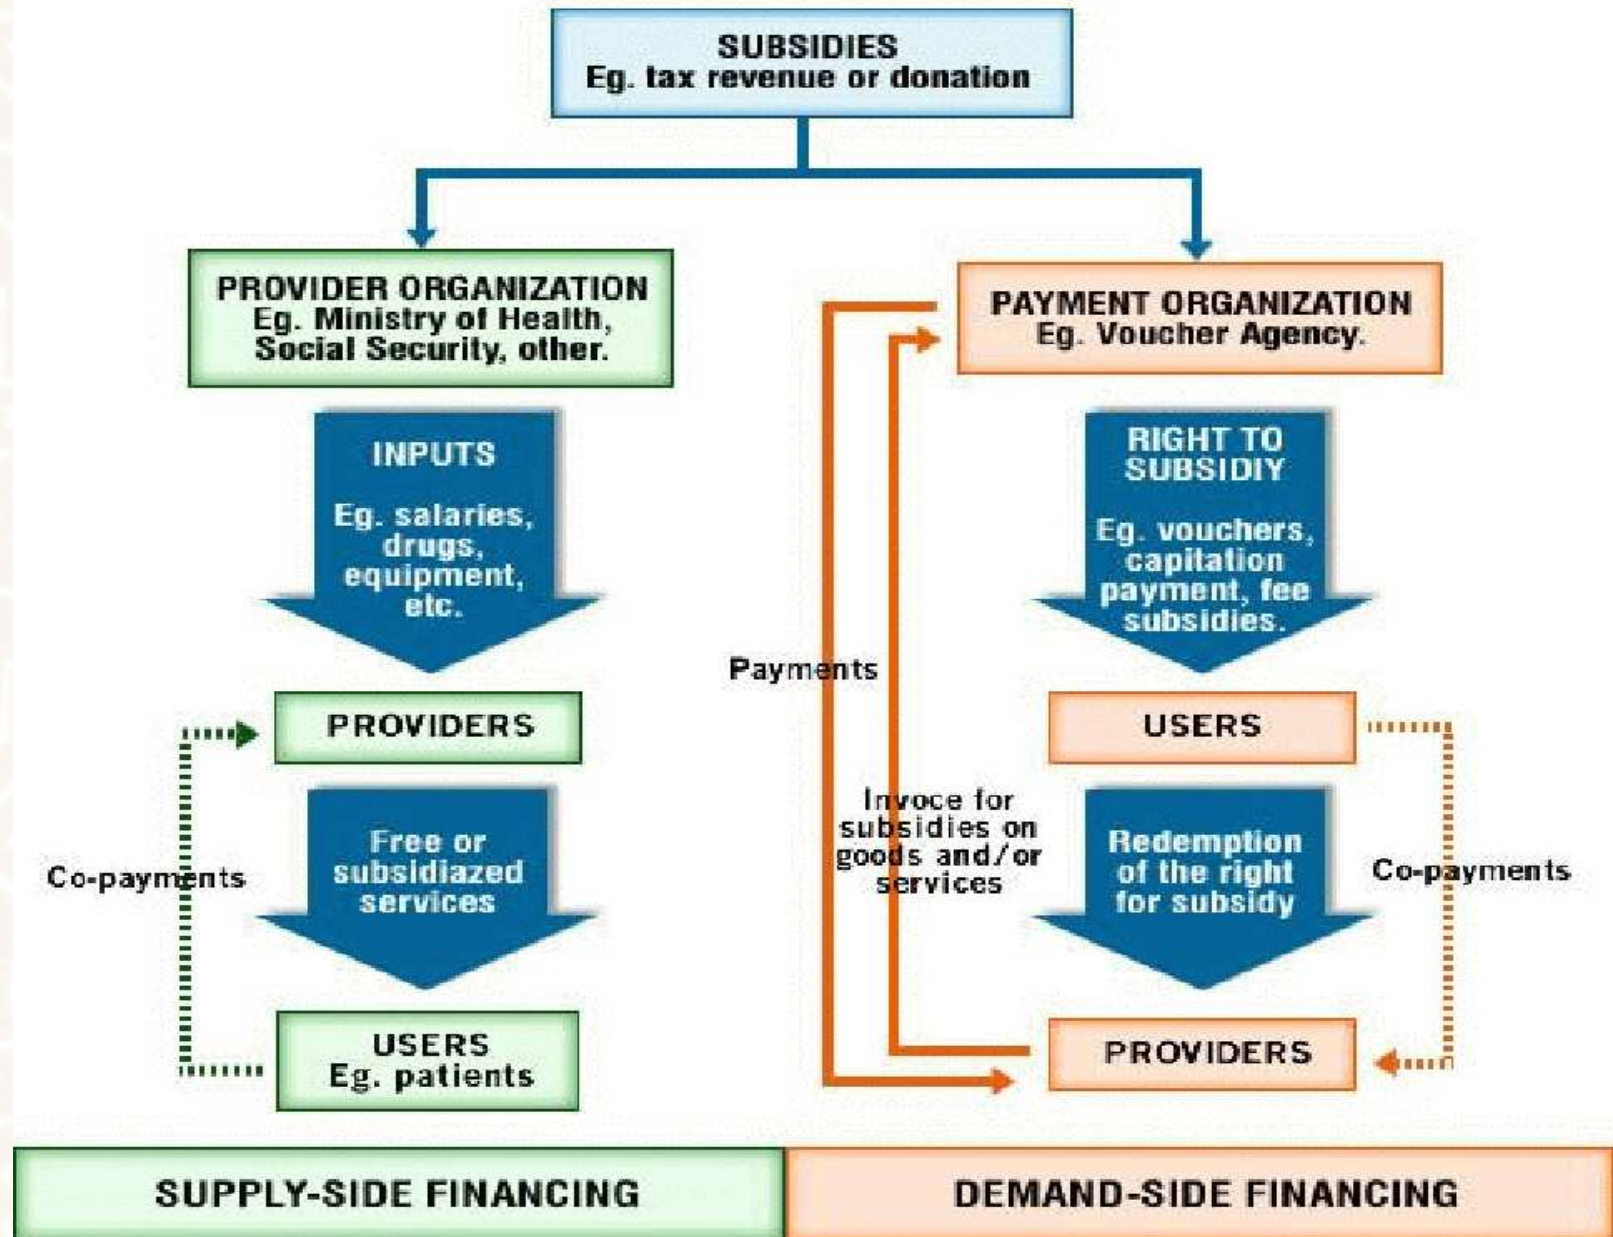 SUBSIDIES
Eg. tax revenue or donation
PROVIDER ORGANIZATION
Eg. Ministry of Health,
Social Security, other.
INPUTS
Eg. salaries,
drugs,
equipment,
etc.
PROVIDERS
Free or
subsidiazed
services
Co-payments
USERS
Eg. patients
SUPPLY-SIDE FINANCING
PAYMENT ORGANIZATION
Eg. Voucher Agency.
RIGHT TO
SUBSIDIY
Eg. vouchers,
capitation
payment, fee
subsidies.
Payments
USERS
Invoce for
subsidies on
goods and/or
services
Redemption
of the right
for subsidy
Co-payments
PROVIDERS
DEMAND-SIDE FINANCING